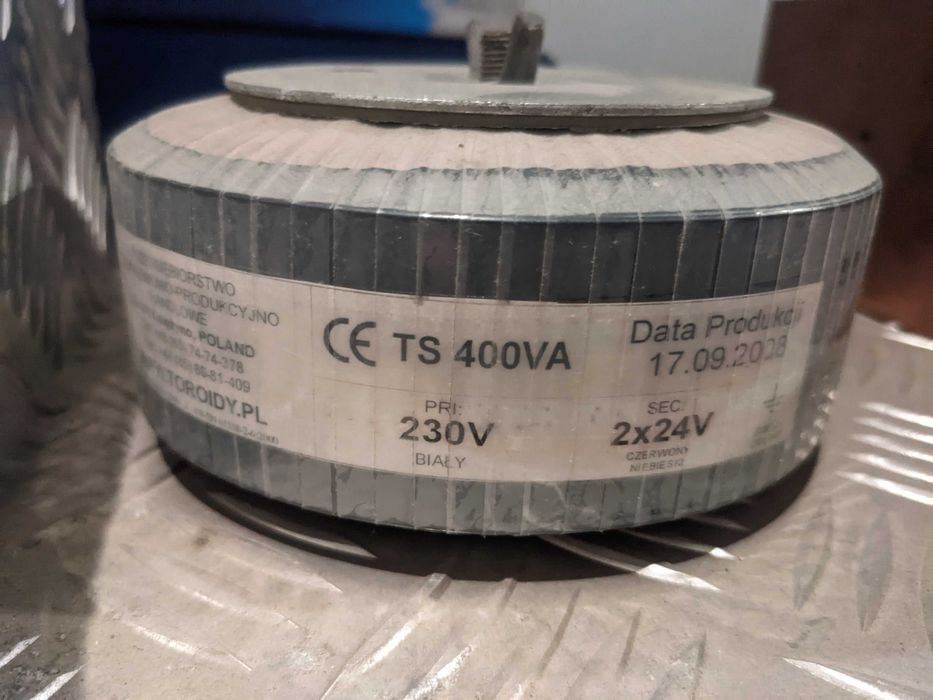 PRODUKCYJNO
HANDLOWE
POLAND
74-74-378
86-81-409
TOROIDY.PL
CE TS 400VA
Data Produkcji
17.09.2008
PRI:
230V
BIAŁY
SEC:
2x24V
CZERWONY
NIEBIESKI